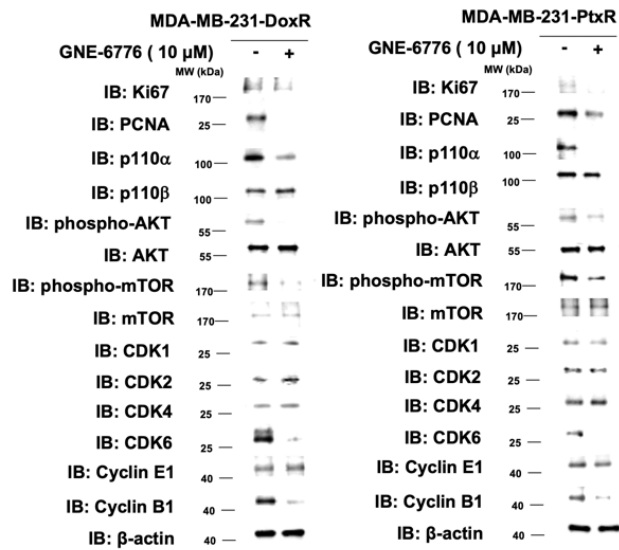 MDA-MB-231-DoxR
GNE-6776 ( 10 µM) - +
MW (kDa)
IB: Ki67 170
IB: PCNA 25
IB: p110α 100
IB: p110β 100
IB: phospho-AKT 55
IB: AKT 55
IB: phospho-mTOR 170
IB: mTOR 170
IB: CDK1 25
IB: CDK2 25
IB: CDK4 25
IB: CDK6 25
IB: Cyclin E1 40
IB: Cyclin B1 40
IB: β-actin 40
MDA-MB-231-PtxR
GNE-6776 ( 10 µM) - +
MW (kDa)
IB: Ki67 170
IB: PCNA 25
IB: p110α 100
IB: p110β 100
IB: phospho-AKT 55
IB: AKT 55
IB: phospho-mTOR 170
IB: mTOR 170
IB: CDK1 25
IB: CDK2 25
IB: CDK4 25
IB: CDK6 25
IB: Cyclin E1 40
IB: Cyclin B1 40
IB: β-actin 40